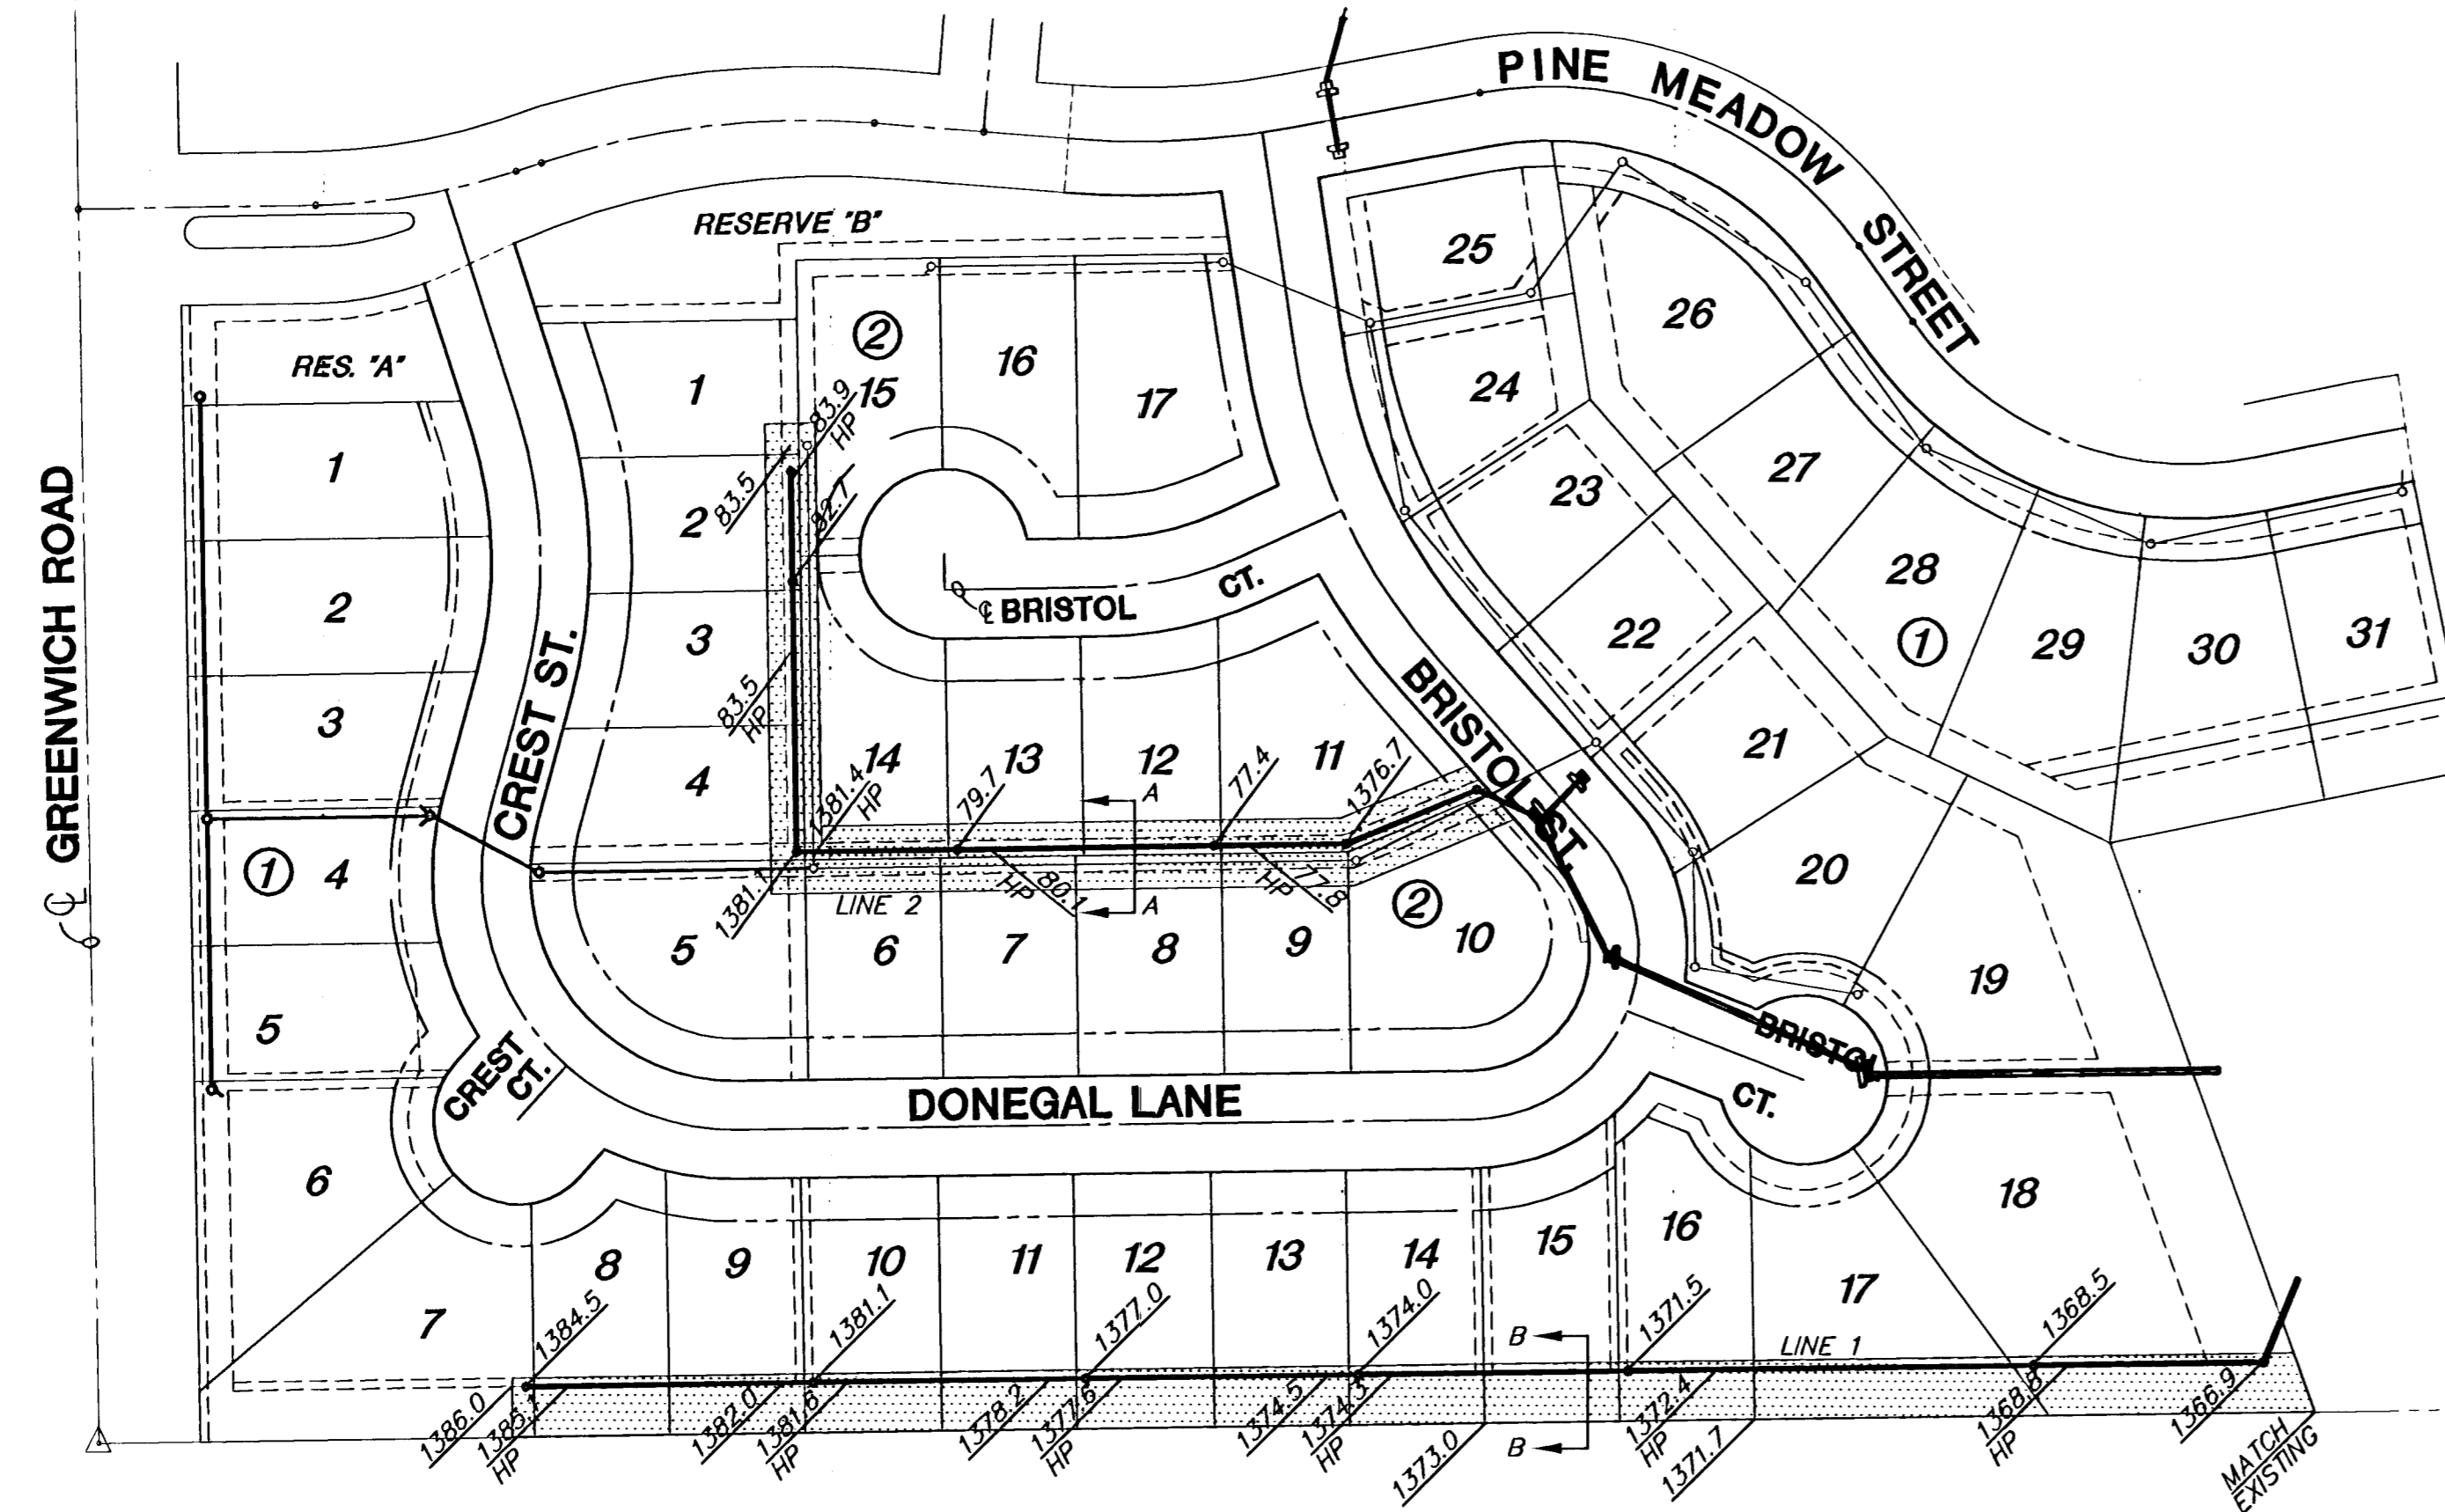 PINE MEADOW STREET
RESERVE "B"
25
26
2
16
15
17
1
RES. "A"
24
83.9
HP
1
23
27
2
83.5
82.7
GREENWICH ROAD
28
2
3
CT.
℄ BRISTOL
22
1
29
30
31
CREST ST.
3
83.5
HP
BRISTOL ST.
21
4
14
13
12
11
1381.4
HP
79.7
77.4
1376.7
A
1
4
20
1381.1
LINE 2
HP
80.1
A
HP
77.8
2
5
6
7
8
9
10
19
5
CREST
CT.
BRISTOL
CT.
DONEGAL LANE
6
18
16
15
8
9
10
11
12
13
14
17
7
1384.5
1381.1
1377.0
1374.0
B
1371.5
LINE 1
1368.5
1386.0
1385.1
HP
1382.0
1381.6
HP
1378.2
1377.6
HP
1374.5
1374.3
HP
1373.0
B
1372.4
HP
1371.7
1368.8
HP
1366.9
MATCH
EXISTING